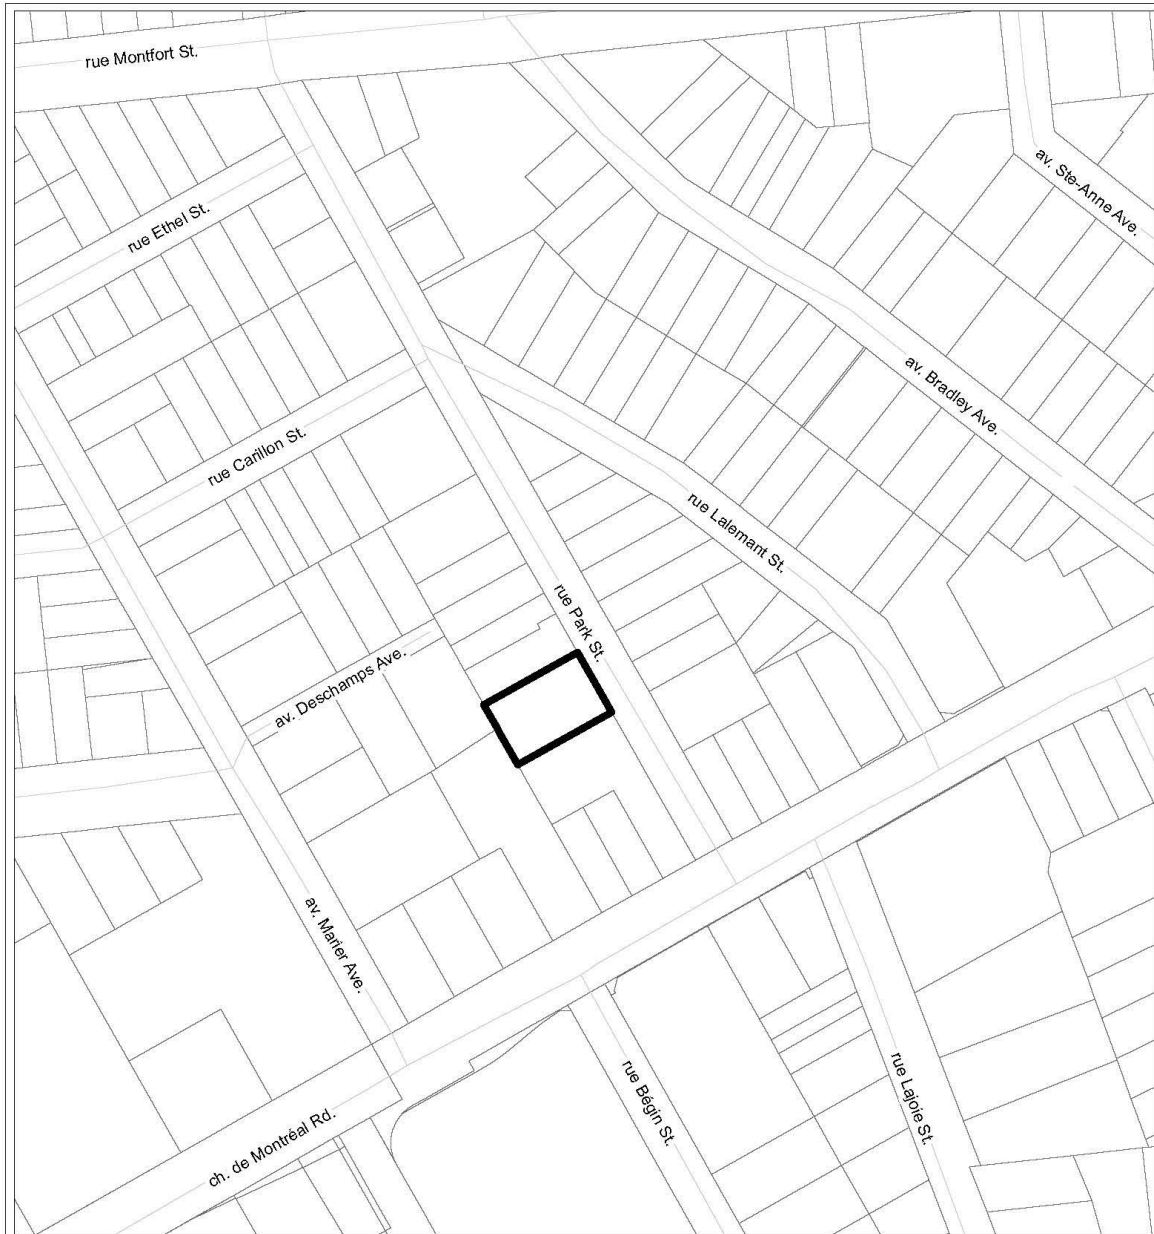 rue Montfort St.
av. Ste-Anne Ave.
rue Ethel St.
av. Bradley Ave.
rue Carillon St.
rue Lalemant St.
rue Park St.
av. Deschamps Ave.
av. Marier Ave.
rue Bégin St.
rue Lajoie St.
ch. de Montréal Rd.